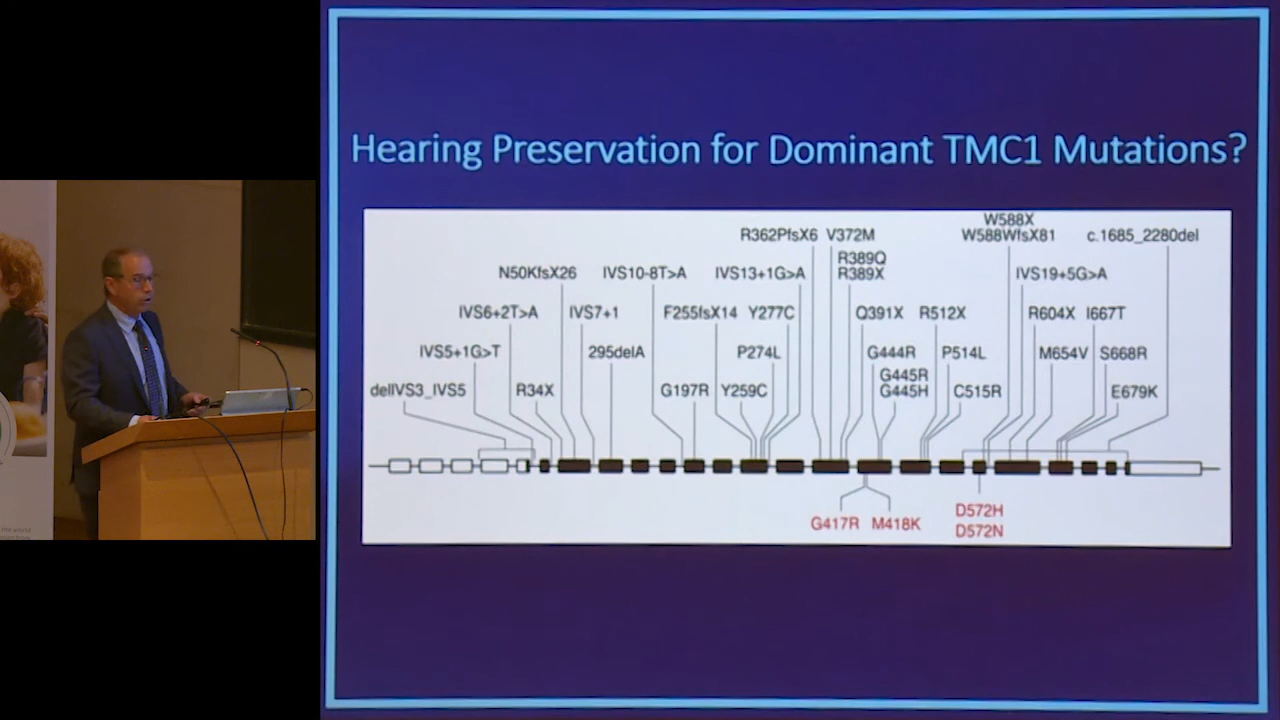 Hearing Preservation for Dominant TMC1 Mutations?
W588X
R362PfsX6 V372M W588WfsX81 c.1685_2280del
R389Q
N50KfsX26 IVS10-8T>A IVS13+1G>A R389X IVS19+5G>A
IVS6+2T>A IVS7+1 F255fsX14 Y277C Q391X R512X R604X I667T
IVS5+1G>T 295delA P274L G444R P514L M654V S668R
G445R
delIVS3_IVS5 R34X G197R Y259C G445H C515R E679K
G417R M418K D572H
D572N